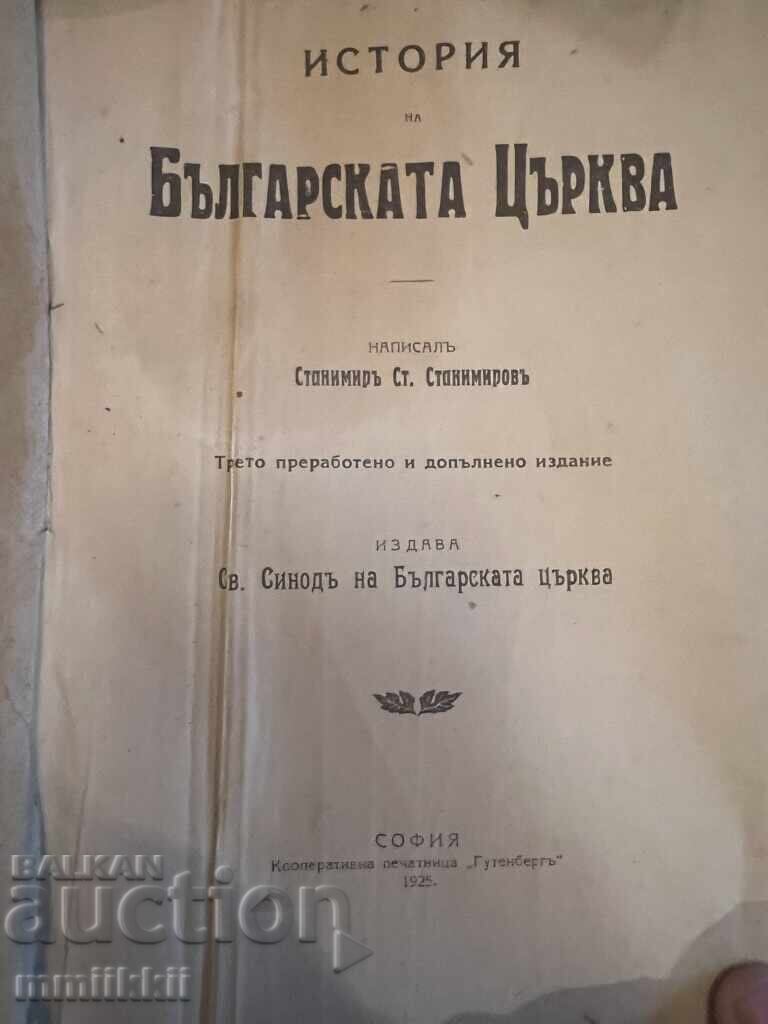 ИСТОРИЯ
НА
БЪЛГАРСКАТА ЦЪРКВА
НАПИСАЛЪ
Станимиръ Ст. Станимировъ
Трето преработено и допълнено издание
ИЗДАВА
Св. Синодъ на Българската църква
СОФИЯ
Кооперативна печатница „Гутенбергъ“
1925.
BALKAN
auction
mmiikkii